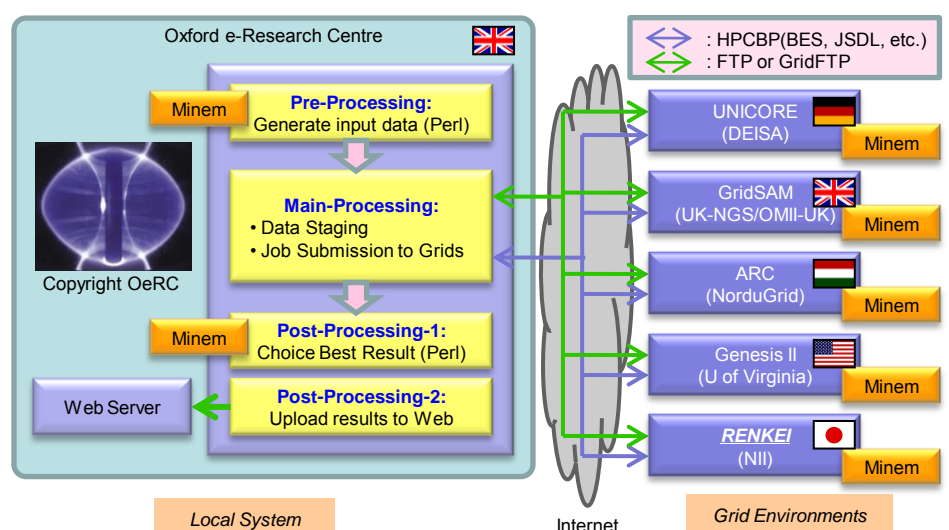 Oxford e-Research Centre
Minem
Pre-Processing:
Generate input data (Perl)
Main-Processing:
• Data Staging
• Job Submission to Grids
Copyright OeRC
Minem
Post-Processing-1:
Choice Best Result (Perl)
Post-Processing-2:
Upload results to Web
Web Server
Local System
: HPCBP(BES, JSDL, etc.)
: FTP or GridFTP
UNICORE
(DEISA)
Minem
GridSAM
(UK-NGS/OMII-UK)
Minem
ARC
(NorduGrid)
Minem
Genesis II
(U of Virginia)
Minem
RENKEI
(NII)
Minem
Internet
Grid Environments